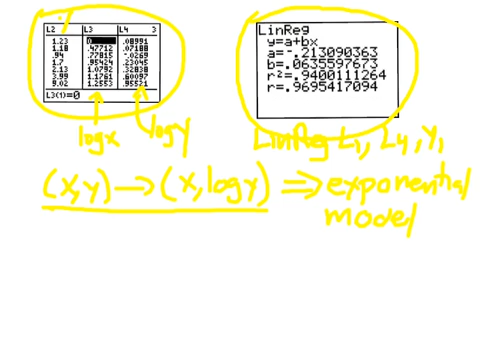 L2 L3 L4 3
1.23 0 .08991
1.18 .47712 .07188
.94 .77815 -.0269
1.7 .95424 .23045
2.13 1.0792 .32838
3.99 1.1761 .60097
9.02 1.2553 .95521
L3(1)=0
LinReg
y=a+bx
a=-.213090363
b=.0635597673
r²=.9400111264
r=.9695417094
logx logy
LinReg L1, L4, Y1
(x,y) → (x, logy) ⇒ exponential
model